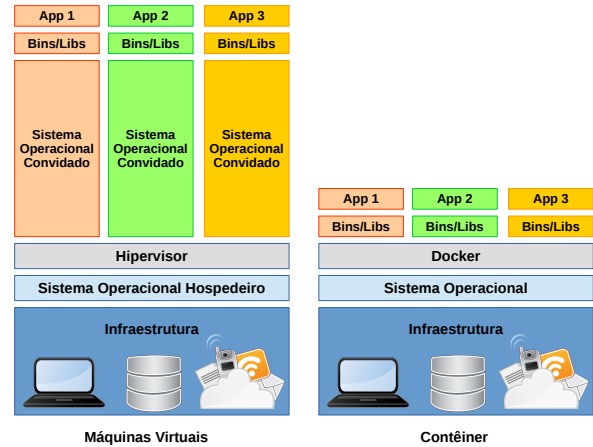 App 1
App 2
App 3
Bins/Libs
Bins/Libs
Bins/Libs
Sistema
Operacional
Convidado
Sistema
Operacional
Convidado
Sistema
Operacional
Convidado
Hipervisor
Sistema Operacional Hospedeiro
Infraestrutura
Máquinas Virtuais
App 1
App 2
App 3
Bins/Libs
Bins/Libs
Bins/Libs
Docker
Sistema Operacional
Infraestrutura
Contêiner